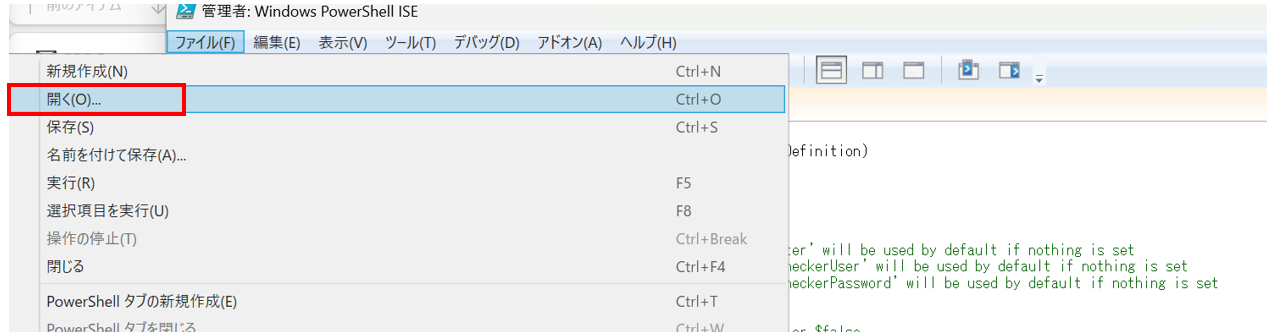 前のアイテム
管理者: Windows PowerShell ISE
ファイル(F) 編集(E) 表示(V) ツール(T) デバッグ(D) アドオン(A) ヘルプ(H)
新規作成(N) Ctrl+N
開く(O)... Ctrl+O
保存(S) Ctrl+S
名前を付けて保存(A)...
実行(R) F5
選択項目を実行(U) F8
操作の停止(T) Ctrl+Break
閉じる Ctrl+F4
PowerShell タブの新規作成(E) Ctrl+T
PowerShell タブを閉じる Ctrl+W
Definition)
ter' will be used by default if nothing is set
heckerUser' will be used by default if nothing is set
heckerPassword' will be used by default if nothing is set
$false